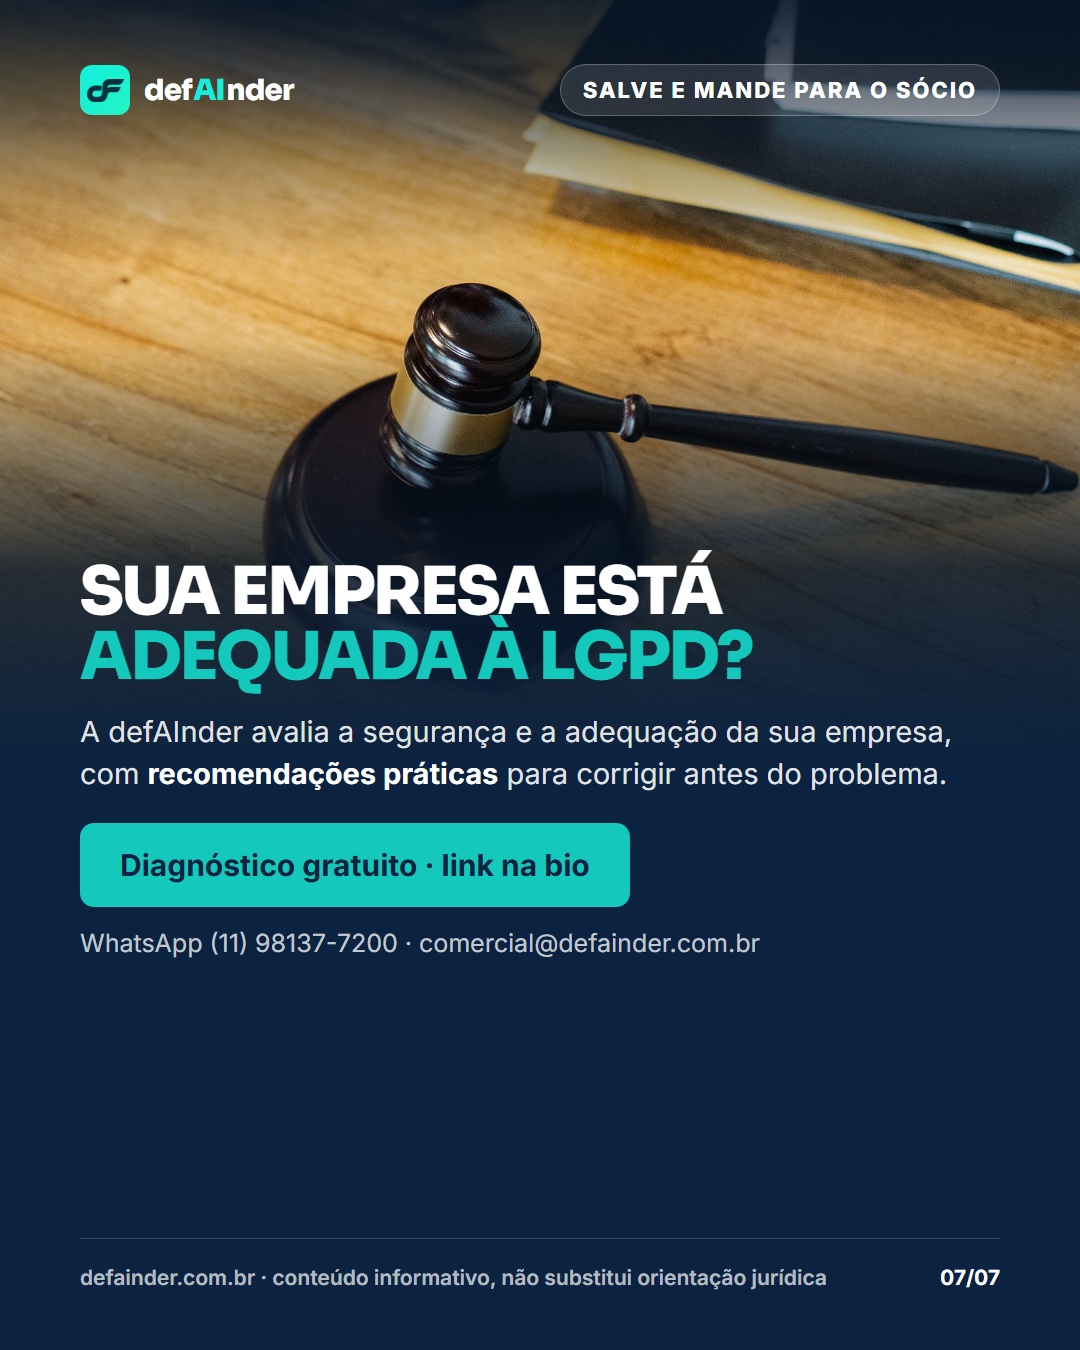 defAInder
SALVE E MANDE PARA O SÓCIO
SUA EMPRESA ESTÁ
ADEQUADA À LGPD?
A defAInder avalia a segurança e a adequação da sua empresa,
com recomendações práticas para corrigir antes do problema.
Diagnóstico gratuito · link na bio
WhatsApp (11) 98137-7200 · comercial@defainder.com.br
defainder.com.br · conteúdo informativo, não substitui orientação jurídica
07/07